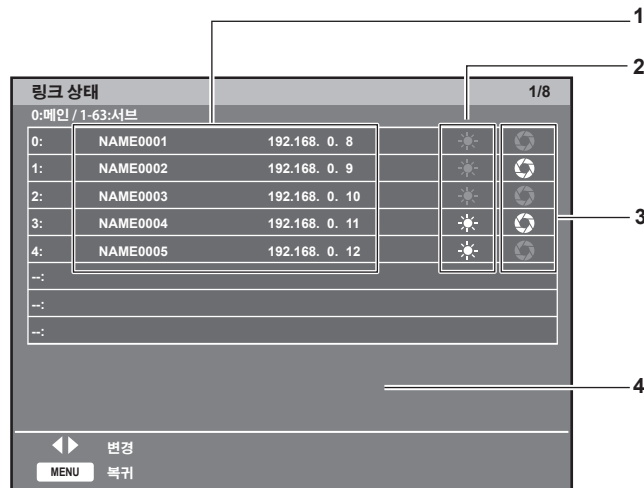 1
2
링크 상태 1/8
0:메인 / 1-63:서브
0: NAME0001 192.168. 0. 8
1: NAME0002 192.168. 0. 9
2: NAME0003 192.168. 0. 10
3: NAME0004 192.168. 0. 11
3
4: NAME0005 192.168. 0. 12
--:
--:
--:
4
변경
MENU 복귀